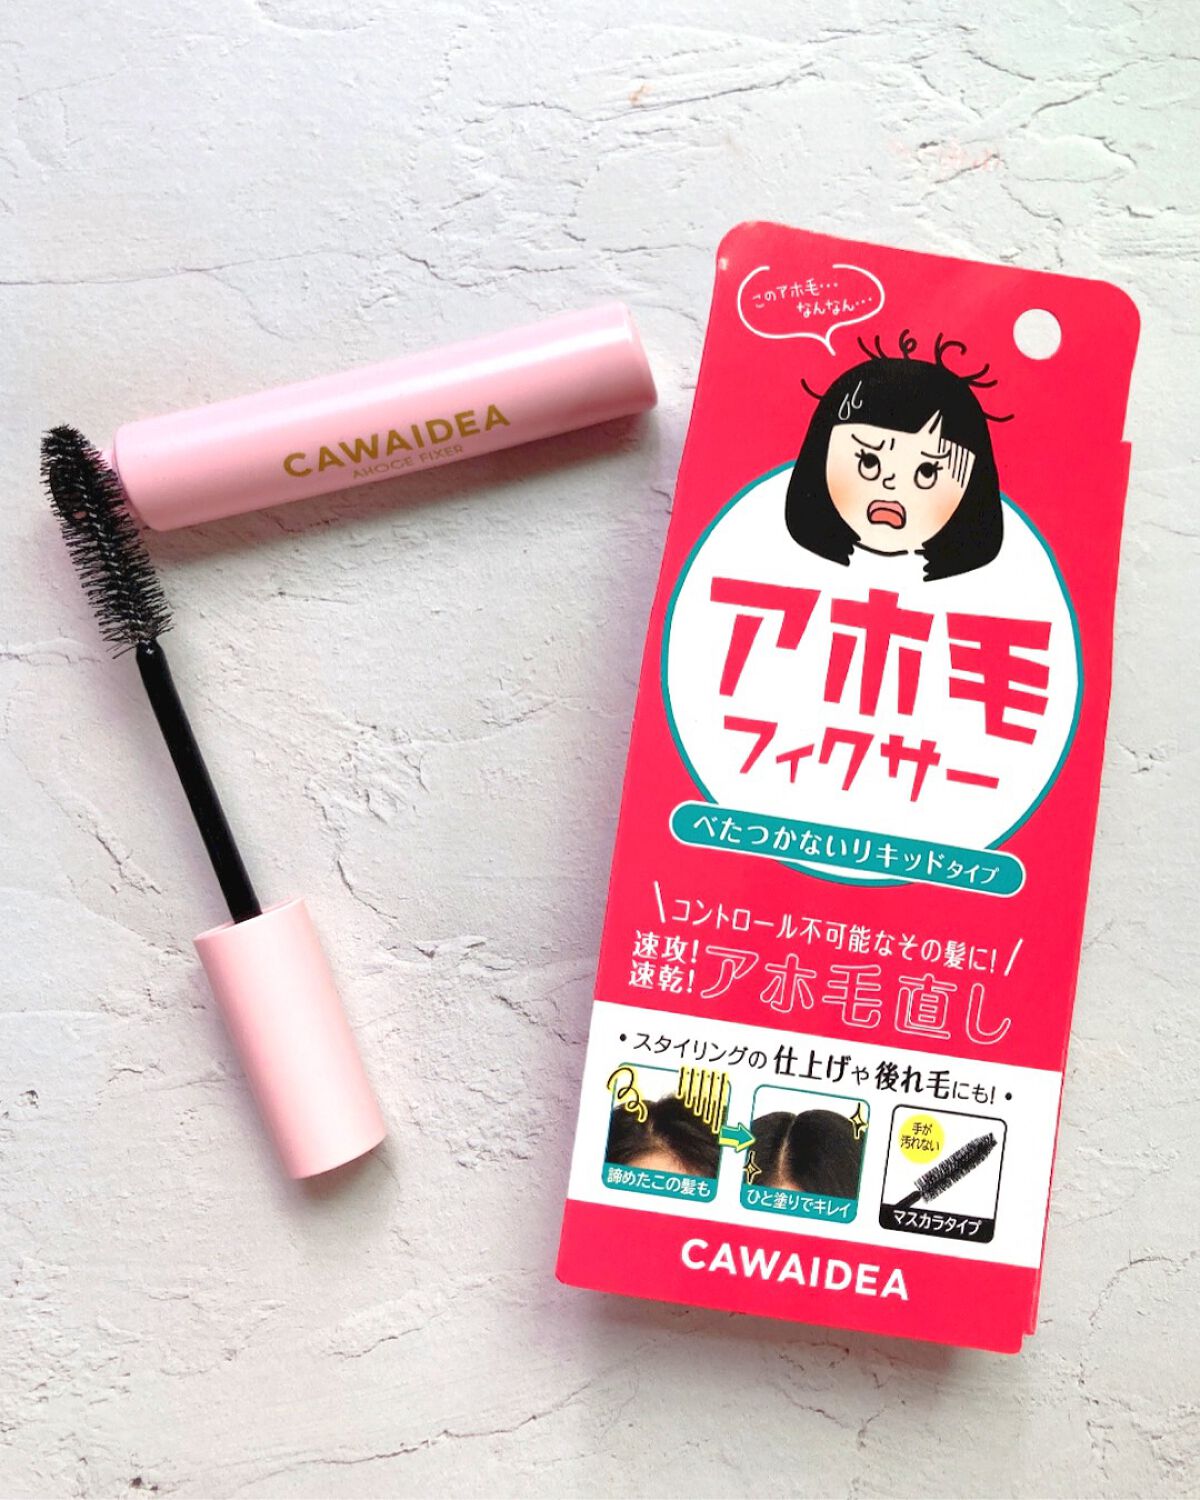 CAWAIDEA
AHOGE FIXER
このアホ毛…
なんなん…
アホ毛
フィクサー
べたつかないリキッドタイプ
\コントロール不可能なその髪に!/
速攻!
速乾!
アホ毛直し
・スタイリングの仕上げや後れ毛にも!・
諦めたこの髪も
ひと塗りでキレイ
手が
汚れない
マスカラタイプ
CAWAIDEA